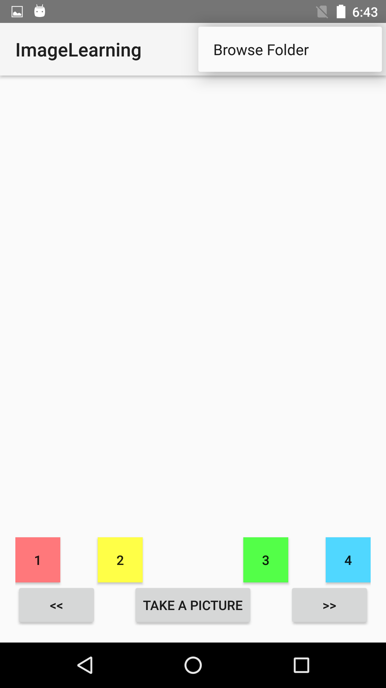 6:43
ImageLearning
Browse Folder
1 2 3 4
<< TAKE A PICTURE >>